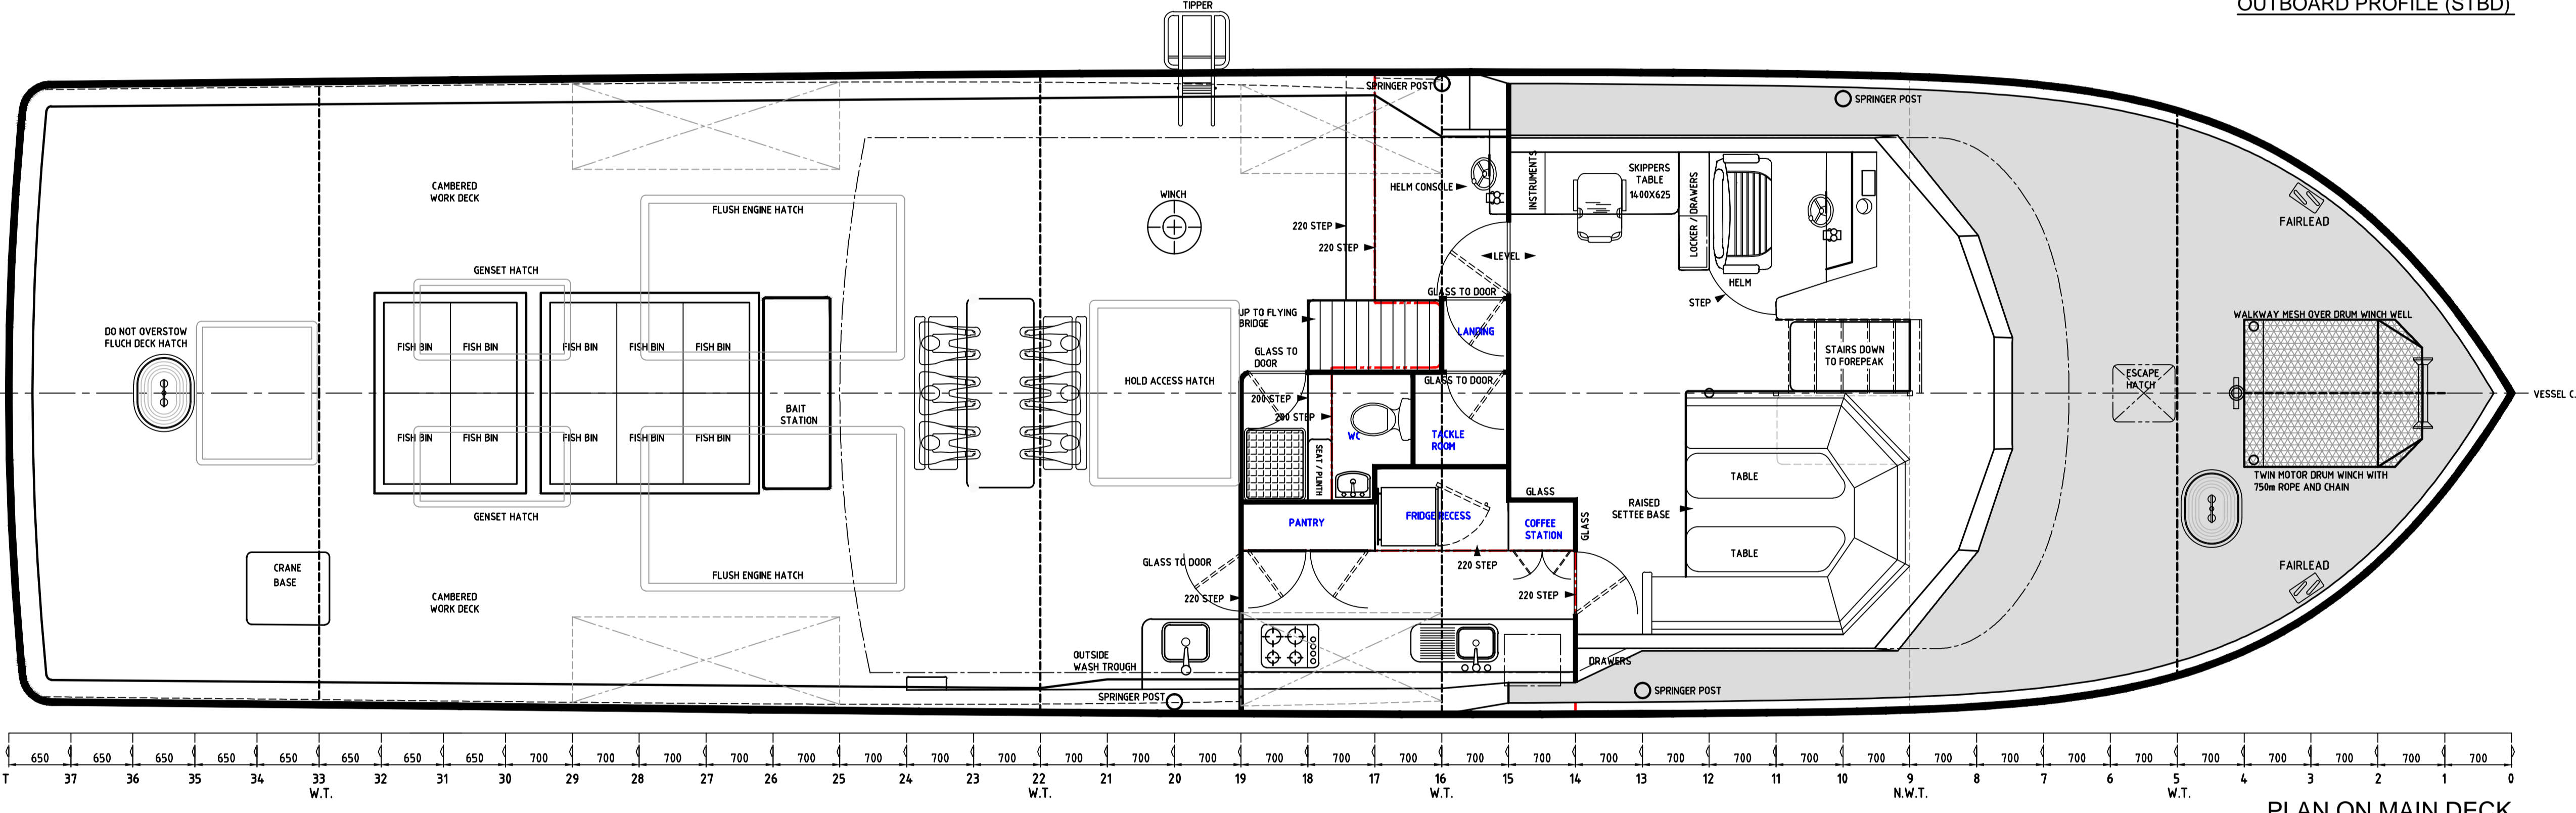 OUTBOARD PROFILE (STBD)
TIPPER
SPRINGER POST
SPRINGER POST
CAMBERED
WORK DECK
FLUSH ENGINE HATCH
WINCH
HELM CONSOLE
INSTRUMENTS
SKIPPERS
TABLE
1400X625
LOCKER / DRAWERS
FAIRLEAD
220 STEP
220 STEP
LEVEL
GENSET HATCH
HELM
STEP
GLASS TO DOOR
UP TO FLYING
BRIDGE
LANDING
WALKWAY MESH OVER DRUM WINCH WELL
DO NOT OVERSTOW
FLUCH DECK HATCH
FISH BIN
FISH BIN
FISH BIN
FISH BIN
FISH BIN
GLASS TO
DOOR
STAIRS DOWN
TO FOREPEAK
HOLD ACCESS HATCH
GLASS TO DOOR
ESCAPE
HATCH
VESSEL C.
BAIT
STATION
200 STEP
200 STEP
WC
TACKLE
ROOM
FISH BIN
FISH BIN
FISH BIN
FISH BIN
FISH BIN
SEAT / PLINTH
TABLE
TWIN MOTOR DRUM WINCH WITH
750m ROPE AND CHAIN
GLASS
RAISED
SETTEE BASE
GENSET HATCH
PANTRY
FRIDGE RECESS
COFFEE
STATION
GLASS
TABLE
CRANE
BASE
FLUSH ENGINE HATCH
GLASS TO DOOR
220 STEP
FAIRLEAD
CAMBERED
WORK DECK
220 STEP
220 STEP
OUTSIDE
WASH TROUGH
DRAWERS
SPRINGER POST
SPRINGER POST
650 650 650 650 650 650 650 650 700 700 700 700 700 700 700 700 700 700 700 700 700 700 700 700 700 700 700 700 700 700 700 700 700 700 700 700 700
T 37 36 35 34 33 32 31 30 29 28 27 26 25 24 23 22 21 20 19 18 17 16 15 14 13 12 11 10 9 8 7 6 5 4 3 2 1 0
W.T. W.T. W.T. N.W.T. W.T.
PLAN ON MAIN DECK